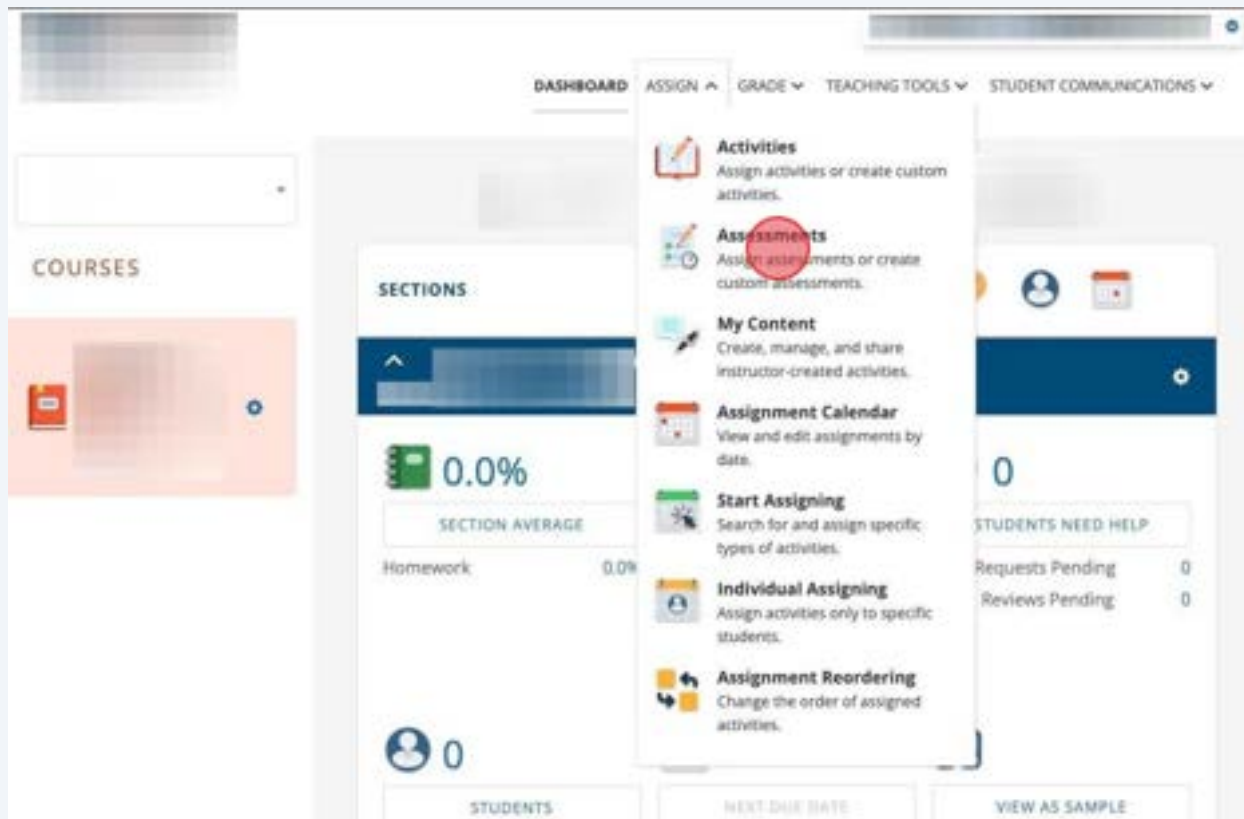 DASHBOARD ASSIGN GRADE TEACHING TOOLS STUDENT COMMUNICATIONS
COURSES
SECTIONS
Activities
Assign activities or create custom
activities.
Assessments
Assign assessments or create
custom assessments.
My Content
Create, manage, and share
instructor-created activities.
Assignment Calendar
View and edit assignments by
date.
Start Assigning
Search for and assign specific
types of activities.
Individual Assigning
Assign activities only to specific
students.
Assignment Reordering
Change the order of assigned
activities.
0.0%
SECTION AVERAGE
Homework 0.0%
0
STUDENTS NEED HELP
Requests Pending 0
Reviews Pending 0
0
STUDENTS
NEXT DUE DATE
VIEW AS SAMPLE